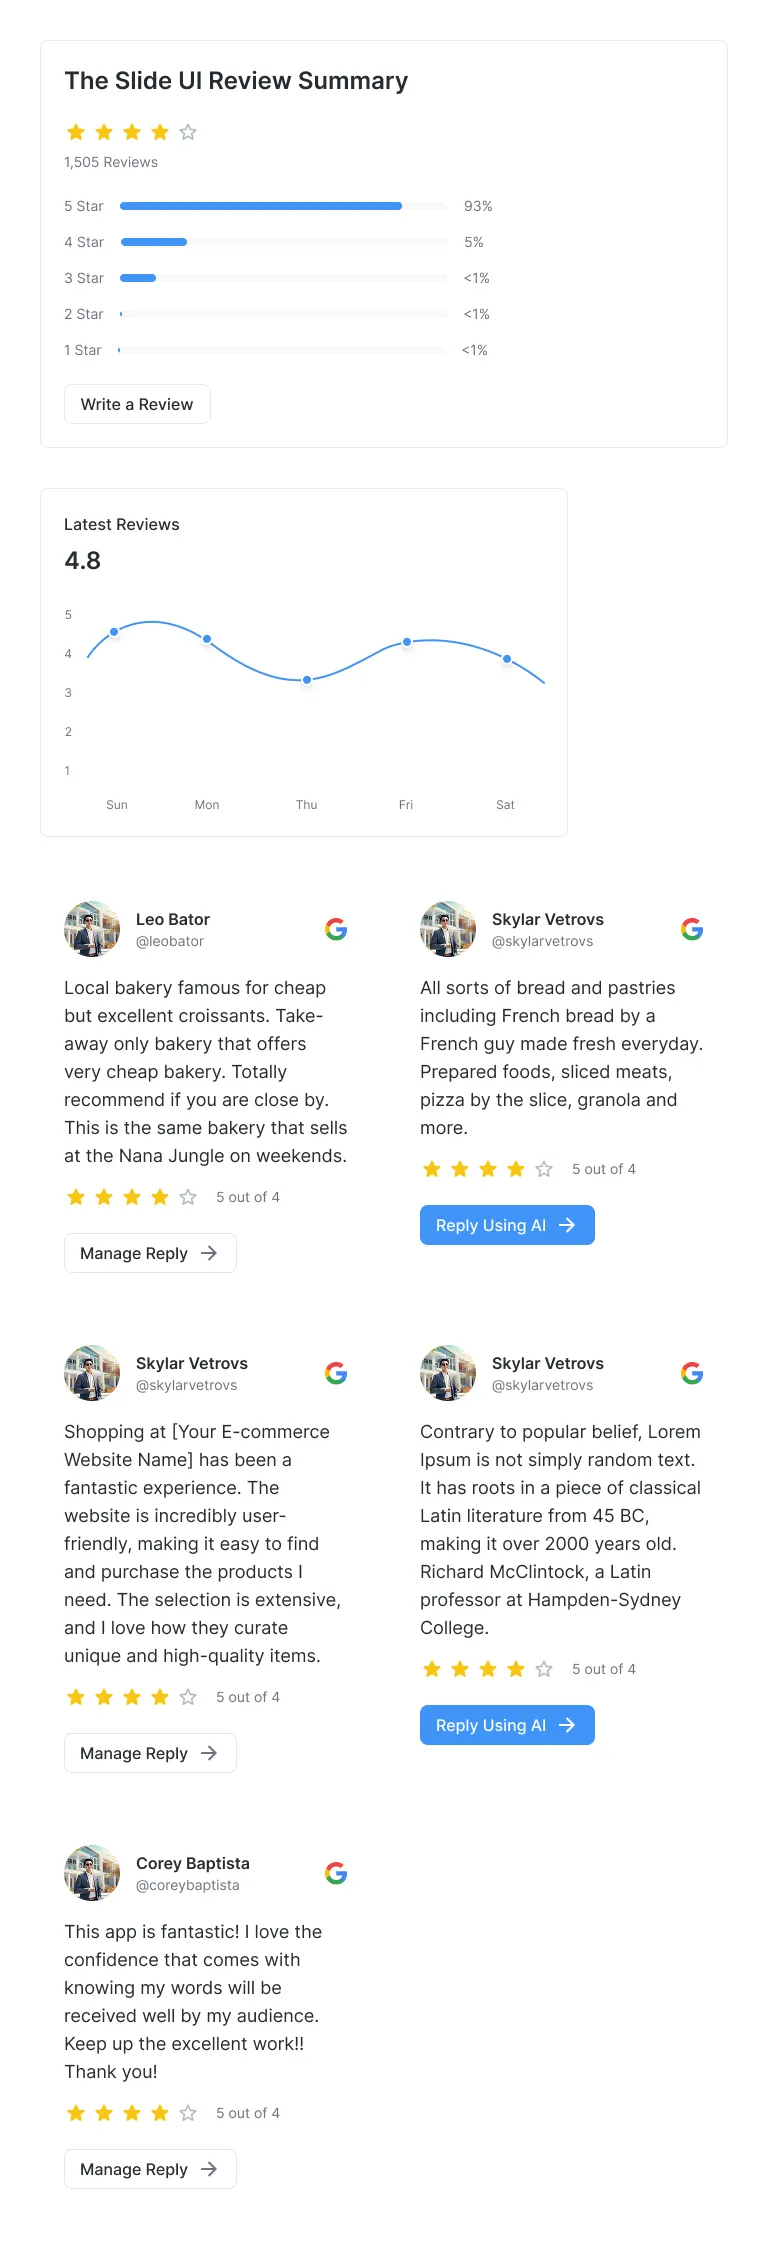 The Slide UI Review Summary
1,505 Reviews
5 Star 93%
4 Star 5%
3 Star <1%
2 Star <1%
1 Star <1%
Write a Review
Latest Reviews
4.8
5
4
3
2
1
Sun Mon Thu Fri Sat
Leo Bator
@leobator
Local bakery famous for cheap
but excellent croissants. Take-
away only bakery that offers
very cheap bakery. Totally
recommend if you are close by.
This is the same bakery that sells
at the Nana Jungle on weekends.
5 out of 4
Manage Reply
Skylar Vetrovs
@skylarvetrovs
All sorts of bread and pastries
including French bread by a
French guy made fresh everyday.
Prepared foods, sliced meats,
pizza by the slice, granola and
more.
5 out of 4
Reply Using AI
Skylar Vetrovs
@skylarvetrovs
Shopping at [Your E-commerce
Website Name] has been a
fantastic experience. The
website is incredibly user-
friendly, making it easy to find
and purchase the products I
need. The selection is extensive,
and I love how they curate
unique and high-quality items.
5 out of 4
Manage Reply
Skylar Vetrovs
@skylarvetrovs
Contrary to popular belief, Lorem
Ipsum is not simply random text.
It has roots in a piece of classical
Latin literature from 45 BC,
making it over 2000 years old.
Richard McClintock, a Latin
professor at Hampden-Sydney
College.
5 out of 4
Reply Using AI
Corey Baptista
@coreybaptista
This app is fantastic! I love the
confidence that comes with
knowing my words will be
received well by my audience.
Keep up the excellent work!!
Thank you!
5 out of 4
Manage Reply